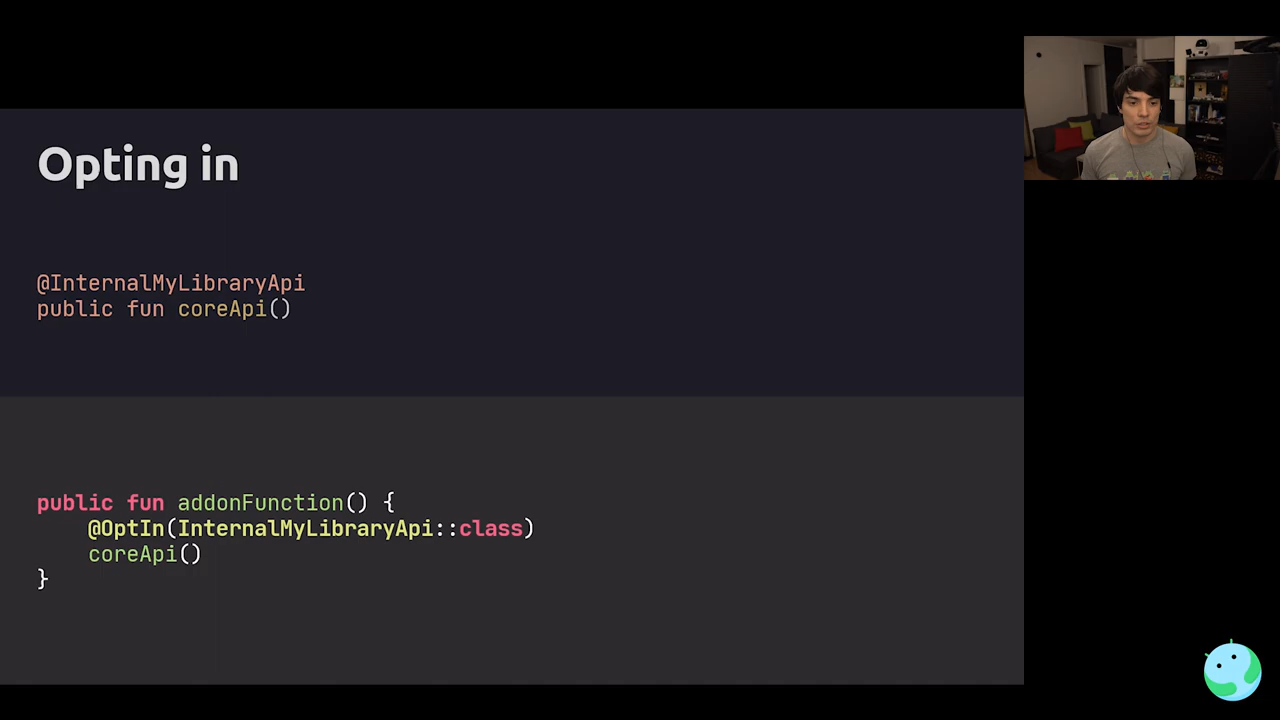 Opting in
@InternalMyLibraryApi
public fun coreApi()
public fun addonFunction() {
@OptIn(InternalMyLibraryApi::class)
coreApi()
}